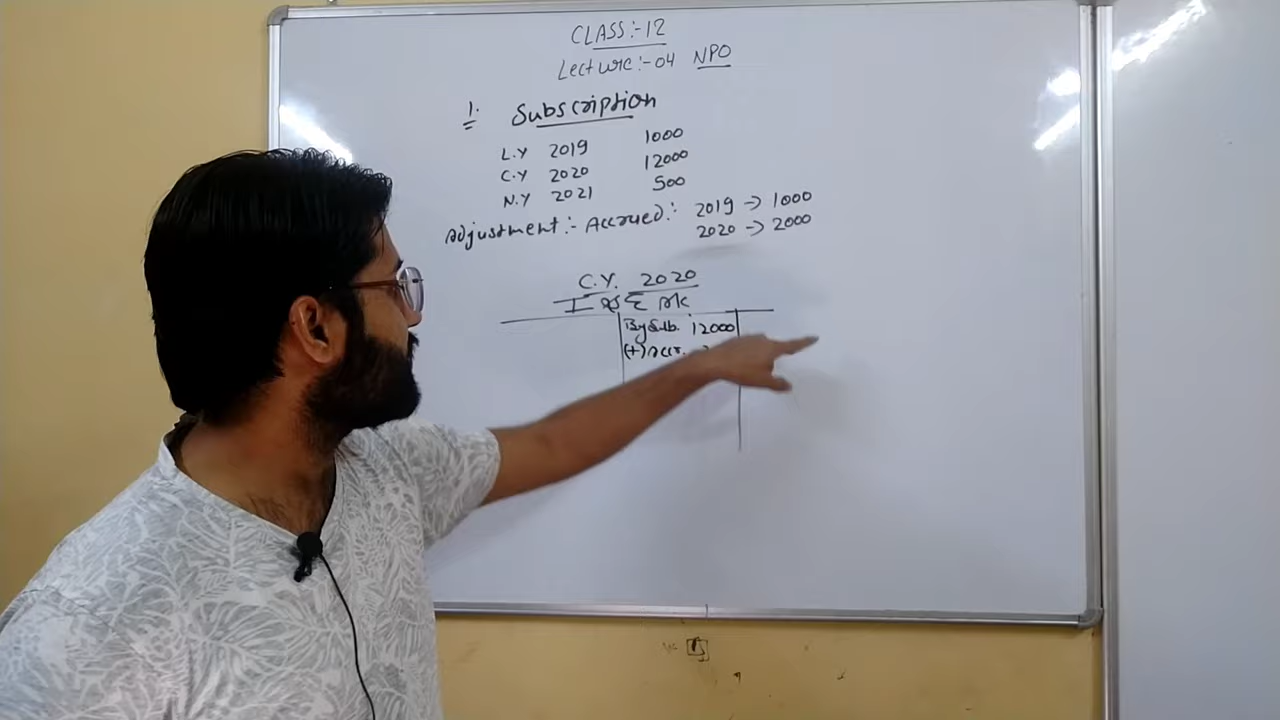 CLASS:-12
Lecture:-04 NPO
1. Subscription
L.Y 2019 1000
C.Y 2020 12000
N.Y 2021 500
Adjustment:- Accrued:- 2019 -> 1000
2020 -> 2000
C.Y. 2020
I & E A/c
By Sub. 12000
(+) Accr.